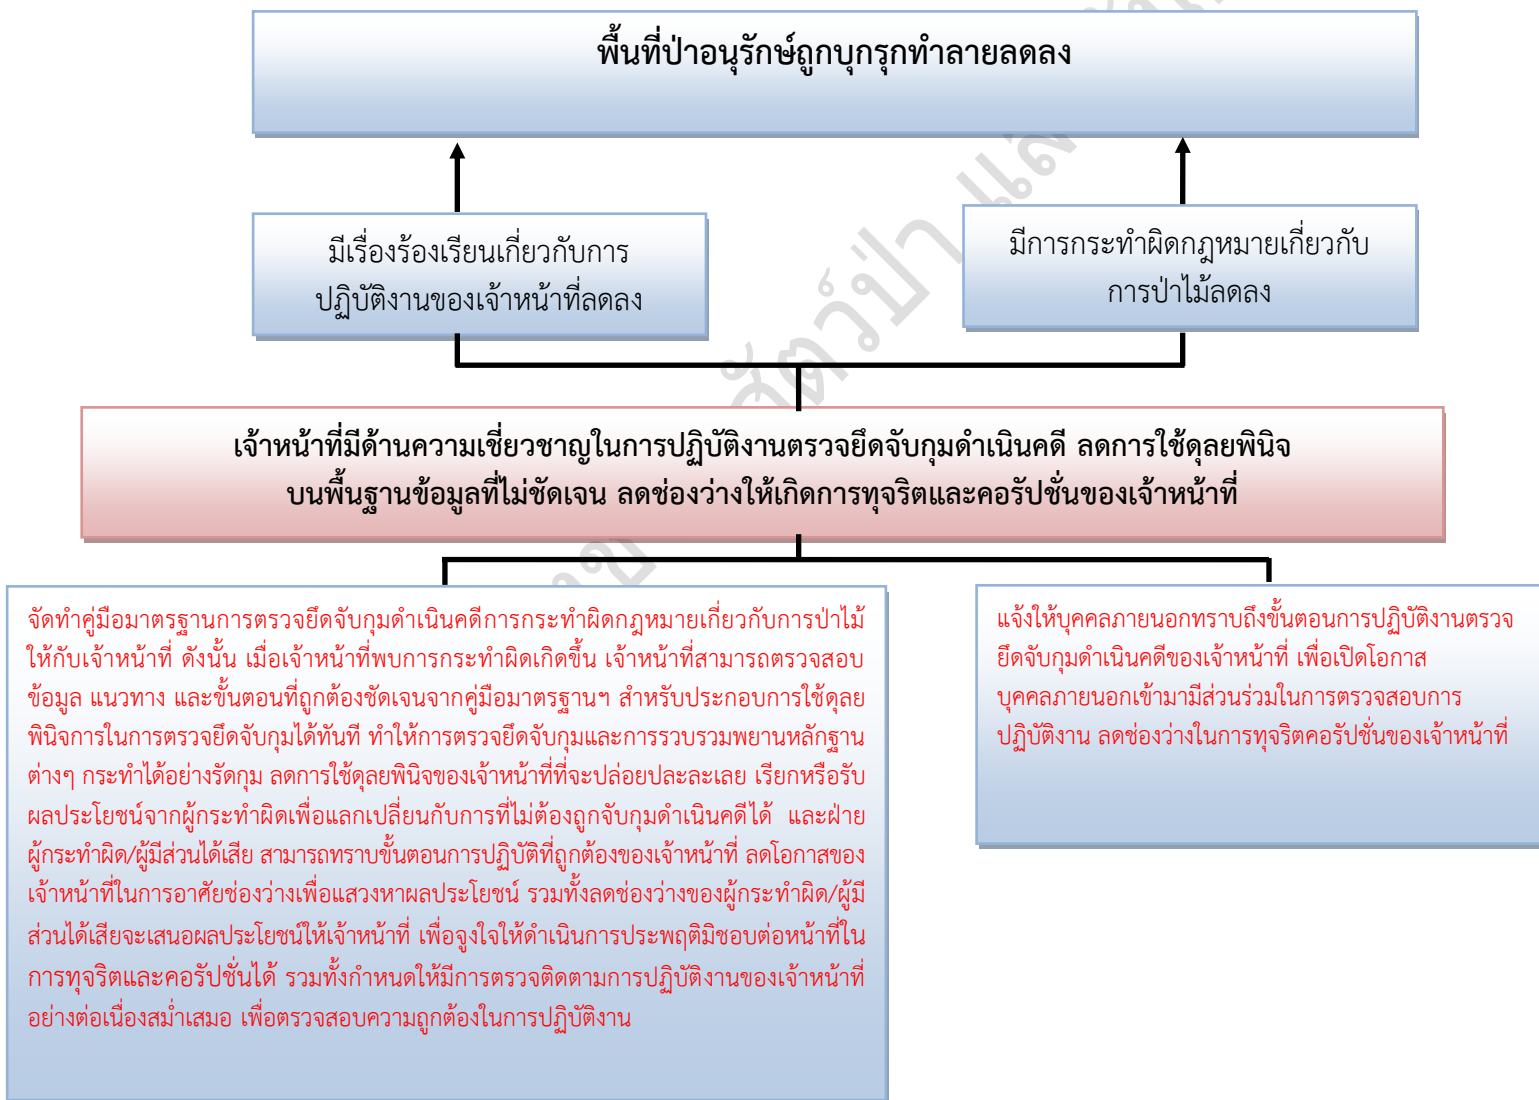 พื้นที่ป่าอนุรักษ์ถูกบุกรุกทำลายลดลง
มีเรื่องร้องเรียนเกี่ยวกับการ
ปฏิบัติงานของเจ้าหน้าที่ลดลง
มีการกระทำผิดกฎหมายเกี่ยวกับ
การป่าไม้ลดลง
เจ้าหน้าที่มีด้านความเชี่ยวชาญในการปฏิบัติงานตรวจยึดจับกุมดำเนินคดี ลดการใช้ดุลยพินิจ
บนพื้นฐานข้อมูลที่ไม่ชัดเจน ลดช่องว่างให้เกิดการทุจริตและคอรัปชั่นของเจ้าหน้าที่
จัดทำคู่มือมาตรฐานการตรวจยึดจับกุมดำเนินคดีการกระทำผิดกฎหมายเกี่ยวกับการป่าไม้
ให้กับเจ้าหน้าที่ ดังนั้น เมื่อเจ้าหน้าที่พบการกระทำผิดเกิดขึ้น เจ้าหน้าที่สามารถตรวจสอบ
ข้อมูล แนวทาง และขั้นตอนที่ถูกต้องชัดเจนจากคู่มือมาตรฐานฯ สำหรับประกอบการใช้ดุลย
พินิจการในการตรวจยึดจับกุมได้ทันที ทำให้การตรวจยึดจับกุมและการรวบรวมพยานหลักฐาน
ต่างๆ กระทำได้อย่างรัดกุม ลดการใช้ดุลยพินิจของเจ้าหน้าที่ที่จะปล่อยปละละเลย เรียกหรือรับ
ผลประโยชน์จากผู้กระทำผิดเพื่อแลกเปลี่ยนกับการที่ไม่ต้องถูกจับกุมดำเนินคดีได้ และฝ่าย
ผู้กระทำผิด/ผู้มีส่วนได้เสีย สามารถทราบขั้นตอนการปฏิบัติที่ถูกต้องของเจ้าหน้าที่ ลดโอกาสของ
เจ้าหน้าที่ในการอาศัยช่องว่างเพื่อแสวงหาผลประโยชน์ รวมทั้งลดช่องว่างของผู้กระทำผิด/ผู้มี
ส่วนได้เสียจะเสนอผลประโยชน์ให้เจ้าหน้าที่ เพื่อจูงใจให้ดำเนินการประพฤติมิชอบต่อหน้าที่ใน
การทุจริตและคอรัปชั่นได้ รวมทั้งกำหนดให้มีการตรวจติดตามการปฏิบัติงานของเจ้าหน้าที่
อย่างต่อเนื่องสม่ำเสมอ เพื่อตรวจสอบความถูกต้องในการปฏิบัติงาน
แจ้งให้บุคคลภายนอกทราบถึงขั้นตอนการปฏิบัติงานตรวจ
ยึดจับกุมดำเนินคดีของเจ้าหน้าที่ เพื่อเปิดโอกาส
บุคคลภายนอกเข้ามามีส่วนร่วมในการตรวจสอบการ
ปฏิบัติงาน ลดช่องว่างในการทุจริตคอรัปชั่นของเจ้าหน้าที่
สัตว์ป่า